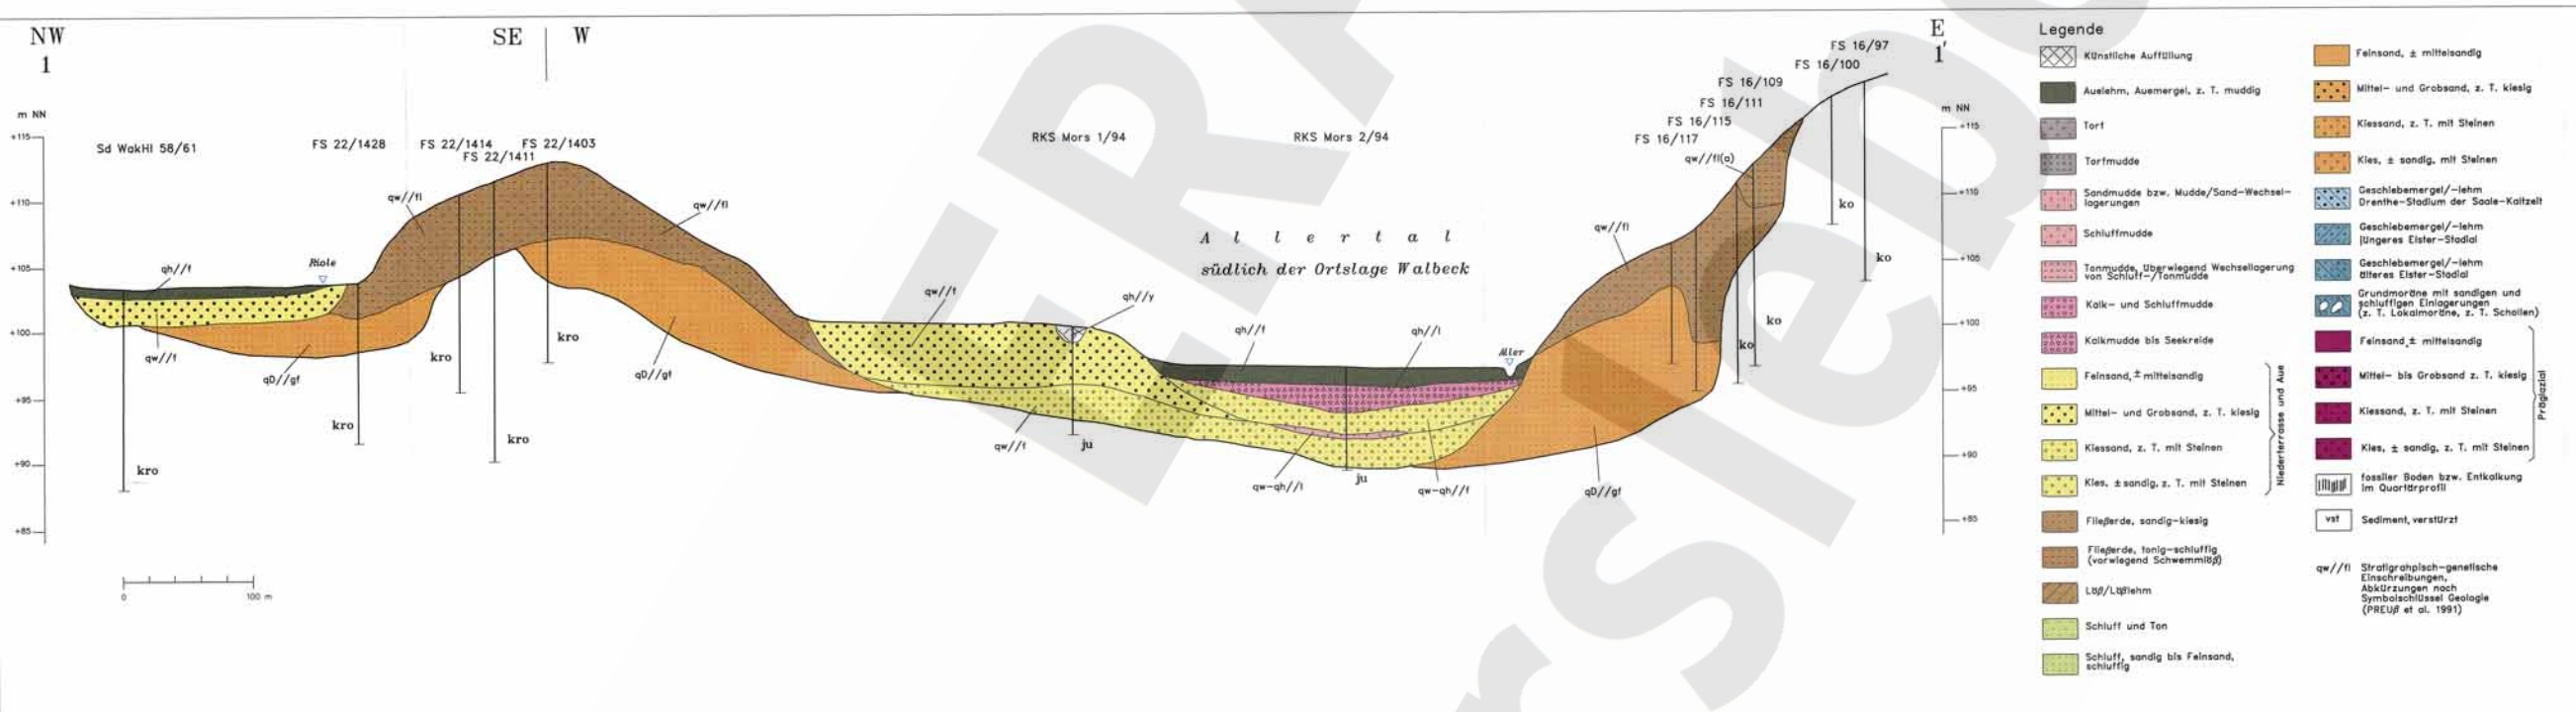 NW
1
SE
W
E
1'
m NN
+115
+110
+105
+100
+95
+90
+85
Sd WakHl 58/61
FS 22/1428
FS 22/1414
FS 22/1411
FS 22/1403
RKS Mors 1/94
RKS Mors 2/94
FS 16/117
FS 16/115
FS 16/111
FS 16/109
FS 16/100
FS 16/97
qh//f
Riole
qw//f
qD//gf
qw//fl
qw//fl
kro
kro
kro
kro
kro
qD//gf
qw//f
qh//y
qw//f
ju
A l l e r t a l
südlich der Ortslage Walbeck
qh//f
qh//l
Aller
qw-qh//l
ju
qw-qh//f
qw//fl
qw//fl(a)
qD//gf
ko
ko
ko
ko
m NN
+115
+110
+105
+100
+95
+90
+85
0
100 m
Legende
Künstliche Auffüllung
Auelehm, Auemergel, z. T. muddig
Torf
Torfmudde
Sandmudde bzw. Mudde/Sand-Wechsel-
lagerungen
Schluffmudde
Tonmudde, überwiegend Wechsellagerung
von Schluff-/Tonmudde
Kalk- und Schluffmudde
Kalkmudde bis Seekreide
Feinsand, ± mittelsandig
Mittel- und Grobsand, z. T. kiesig
Kiessand, z. T. mit Steinen
Kies, ± sandig, z. T. mit Steinen
Niederterrasse und Aue
Fließerde, sandig-kiesig
Fließerde, tonig-schluffig
(vorwiegend Schwemmlöß)
Löß/Lößlehm
Schluff und Ton
Schluff, sandig bis Feinsand,
schluffig
Feinsand, ± mittelsandig
Mittel- und Grobsand, z. T. kiesig
Kiessand, z. T. mit Steinen
Kies, ± sandig, mit Steinen
Geschiebemergel/-lehm
Drenthe-Stadium der Saale-Kaltzeit
Geschiebemergel/-lehm
jüngeres Elster-Stadial
Geschiebemergel/-lehm
älteres Elster-Stadial
Grundmoräne mit sandigen und
schluffigen Einlagerungen
(z. T. Lokalmoräne, z. T. Schollen)
Feinsand,± mittelsandig
Mittel- bis Grobsand z. T. kiesig
Kiessand, z. T. mit Steinen
Kies, ± sandig, z. T. mit Steinen
Präglazial
fossiler Boden bzw. Entkalkung
im Quartärprofil
vst Sediment, verstürzt
qw//fl Stratigrahpisch-genetische
Einschreibungen,
Abkürzungen nach
Symbolschlüssel Geologie
(PREUß et al. 1991)